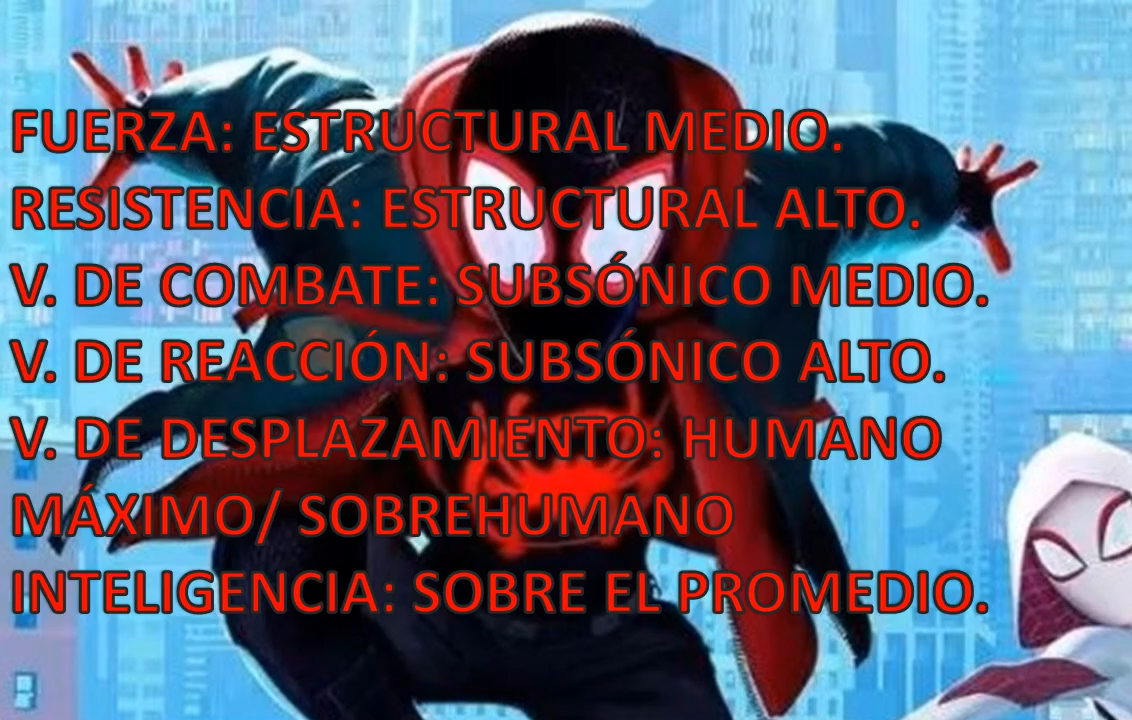 FUERZA: ESTRUCTURAL MEDIO.
RESISTENCIA: ESTRUCTURAL ALTO.
V. DE COMBATE: SUBSÓNICO MEDIO.
V. DE REACCIÓN: SUBSÓNICO ALTO.
V. DE DESPLAZAMIENTO: HUMANO
MÁXIMO/ SOBREHUMANO
INTELIGENCIA: SOBRE EL PROMEDIO.